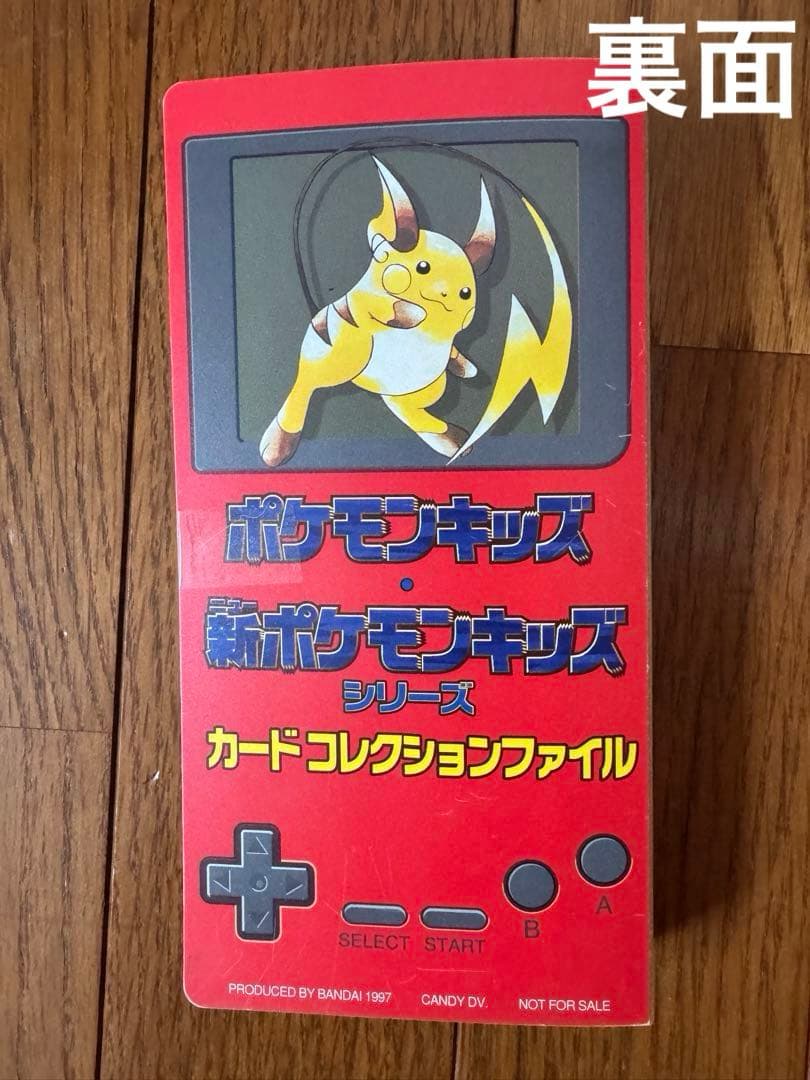 裏面
ポケモンキッズ
・
ニュー
新ポケモンキッズ
シリーズ
カードコレクションファイル
A
B
SELECT START
PRODUCED BY BANDAI 1997 CANDY DV. NOT FOR SALE